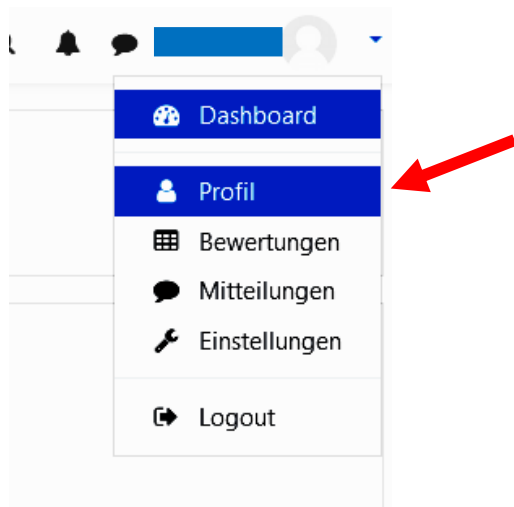 Dashboard
Profil
Bewertungen
Mitteilungen
Einstellungen
Logout